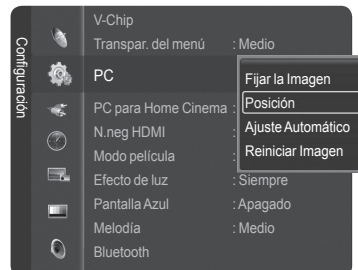 Configuración
V-Chip
Transpar. del menú : Medio
PC
PC para Home Cinema :
N.neg HDMI :
Modo película :
Efecto de luz : Siempre
Pantalla Azul : Apagado
Melodía : Medio
Bluetooth
Fijar la Imagen
Posición
Ajuste Automático
Reiniciar Imagen